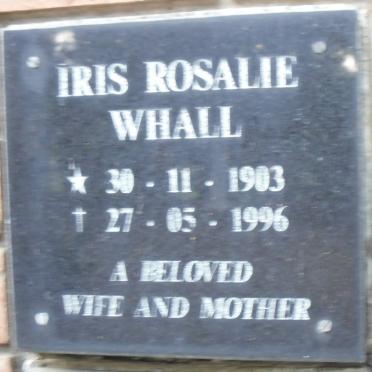 IRIS ROSALIE
WHALL
★ 30 - 11 - 1903
† 27 - 05 - 1996
A BELOVED
WIFE AND MOTHER